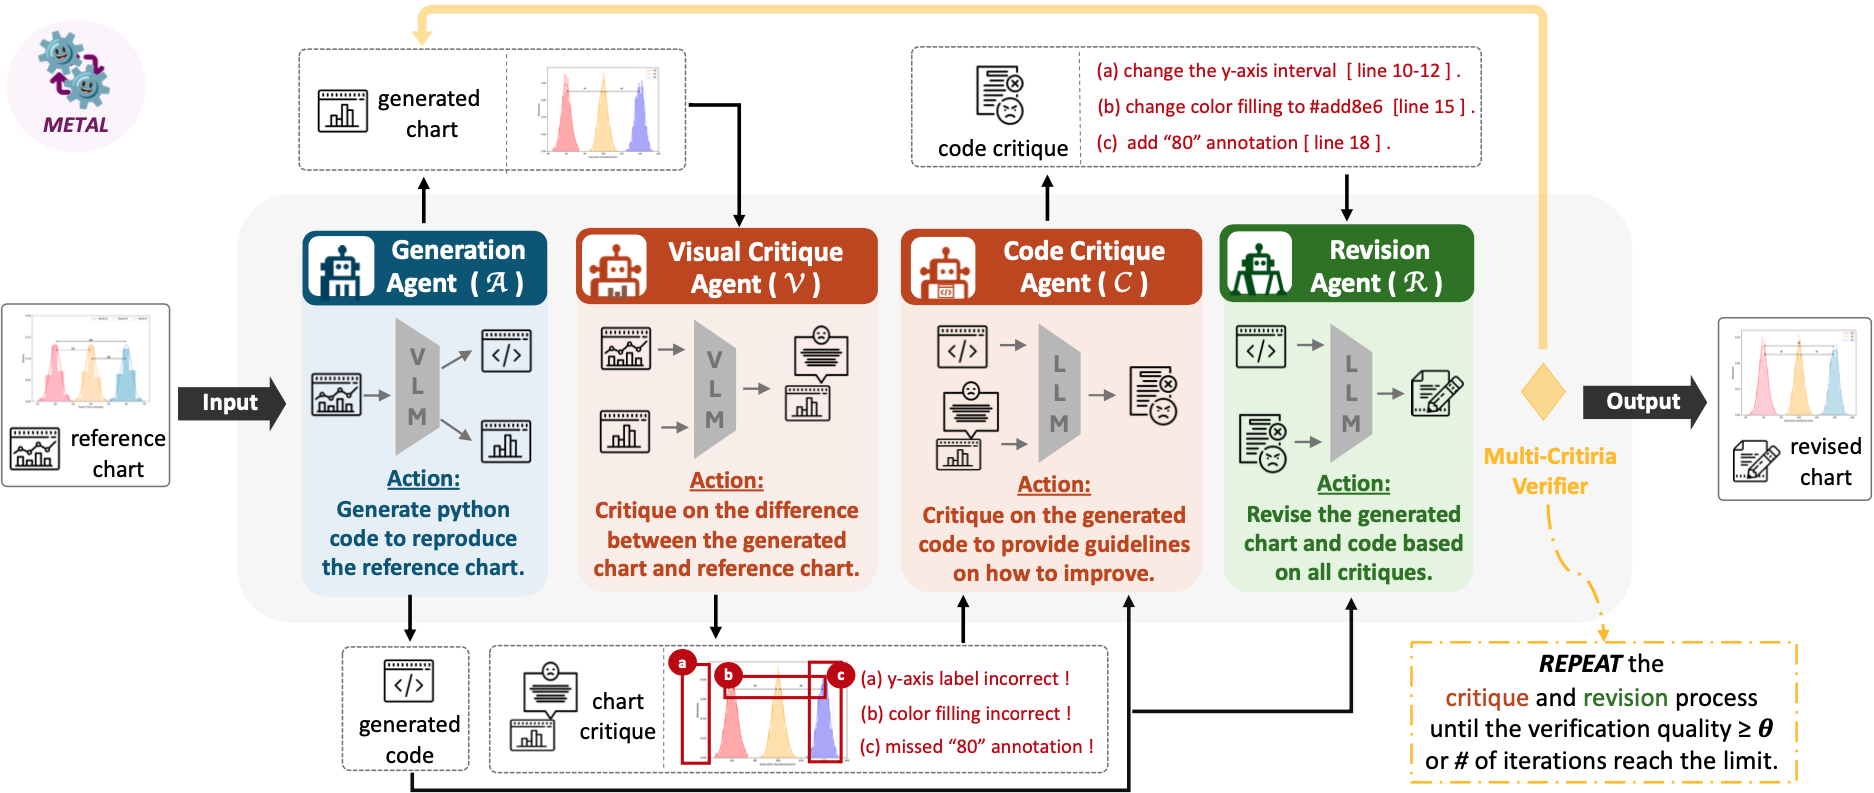 METAL
generated
chart
code critique
(a) change the y-axis interval [ line 10-12 ] .
(b) change color filling to #add8e6 [line 15 ] .
(c) add “80” annotation [ line 18 ] .
reference
chart
Input
Generation
Agent ( 𝒜 )
VLM
</>
Action:
Generate python
code to reproduce
the reference chart.
Visual Critique
Agent ( 𝒱 )
VLM
Action:
Critique on the difference
between the generated
chart and reference chart.
Code Critique
Agent ( 𝐶 )
</>
LLM
Action:
Critique on the generated
code to provide guidelines
on how to improve.
Revision
Agent ( ℛ )
</>
LLM
Action:
Revise the generated
chart and code based
on all critiques.
Multi-Critiria
Verifier
Output
revised
chart
</>
generated
code
chart
critique
a
b
c
(a) y-axis label incorrect !
(b) color filling incorrect !
(c) missed “80” annotation !
REPEAT the
critique and revision process
until the verification quality ≥ θ
or # of iterations reach the limit.